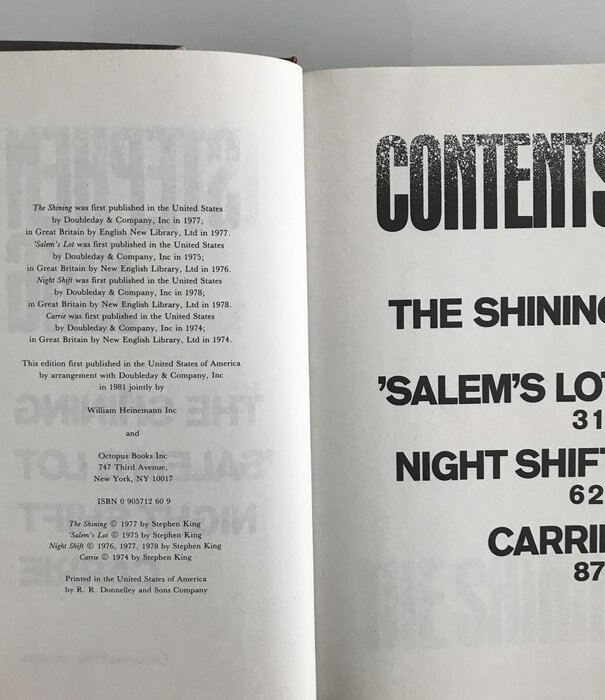 The Shining was first published in the United States
by Doubleday & Company, Inc in 1977;
in Great Britain by English New Library, Ltd in 1977.
'Salem's Lot was first published in the United States
by Doubleday & Company, Inc in 1975;
in Great Britain by New English Library, Ltd in 1976.
Night Shift was first published in the United States
by Doubleday & Company, Inc in 1978;
in Great Britain by New English Library, Ltd in 1978.
Carrie was first published in the United States
by Doubleday & Company, Inc in 1974;
in Great Britain by New English Library, Ltd in 1974.
This edition first published in the United States of America
by arrangement with Doubleday & Company, Inc
in 1981 jointly by
William Heinemann Inc
and
Octopus Books Inc
747 Third Avenue,
New York, NY 10017
ISBN 0 905712 60 9
The Shining © 1977 by Stephen King
'Salem's Lot © 1975 by Stephen King
Night Shift © 1976, 1977, 1978 by Stephen King
Carrie © 1974 by Stephen King
Printed in the United States of America
by R. R. Donnelley and Sons Company
CONTENTS
THE SHINING
'SALEM'S LOT
31
NIGHT SHIFT
62
CARRIE
87